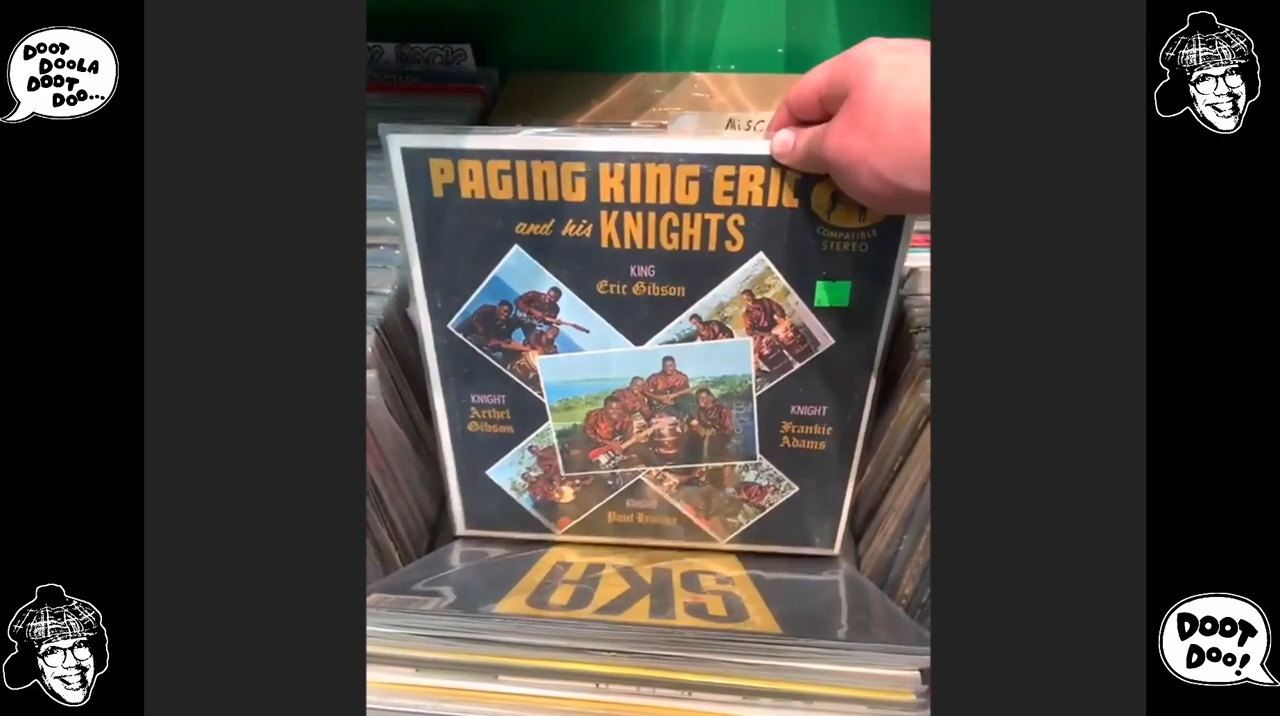 DOOT
DOOLA
DOOT
DOO...
MISC
PAGING KING ERIC
and his KNIGHTS
COMPATIBLE
STEREO
KING
Eric Gibson
KNIGHT
Arthel
Gibson
KNIGHT
Frankie
Adams
Paul
SKA
DOOT
DOO!